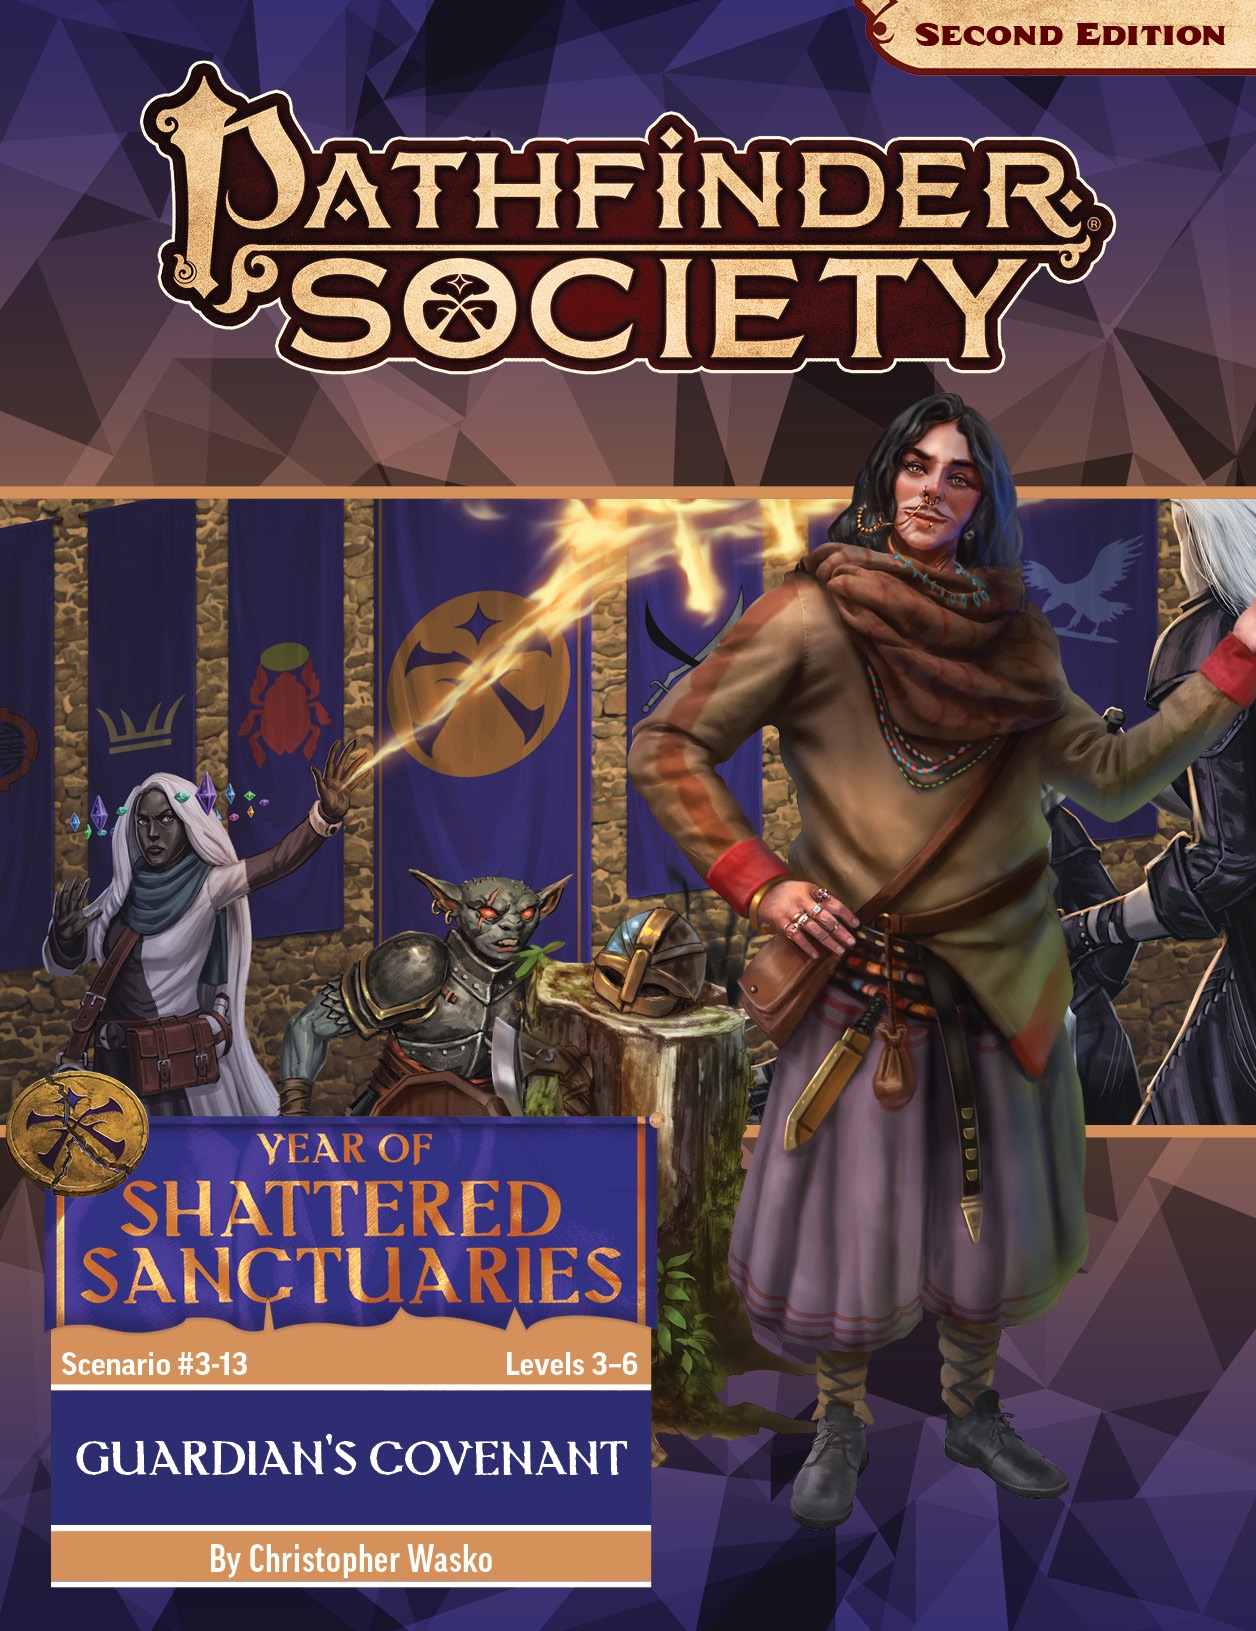 Second Edition
Pathfinder®
Society
Year of
Shattered
Sanctuaries
Scenario #3-13
Levels 3–6
Guardian's Covenant
By Christopher Wasko